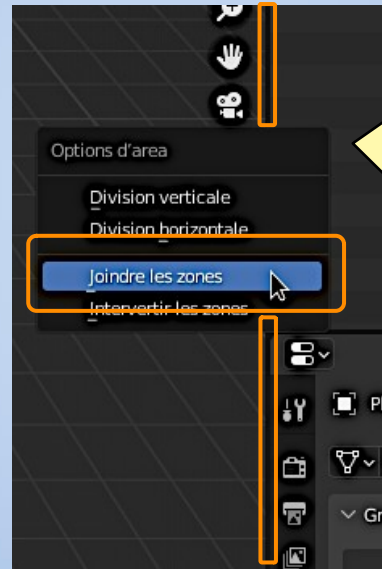 Options d'area
Division verticale
Division horizontale
Joindre les zones
Intervertir les zones